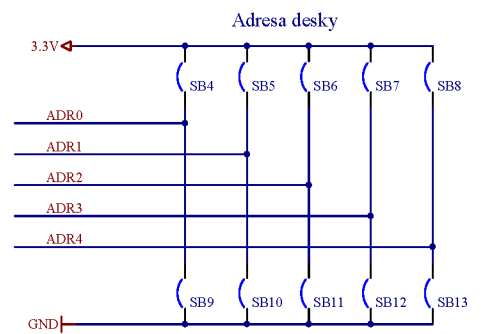 Adresa desky
3.3V
SB4 SB5 SB6 SB7 SB8
ADR0
ADR1
ADR2
ADR3
ADR4
SB9 SB10 SB11 SB12 SB13
GND